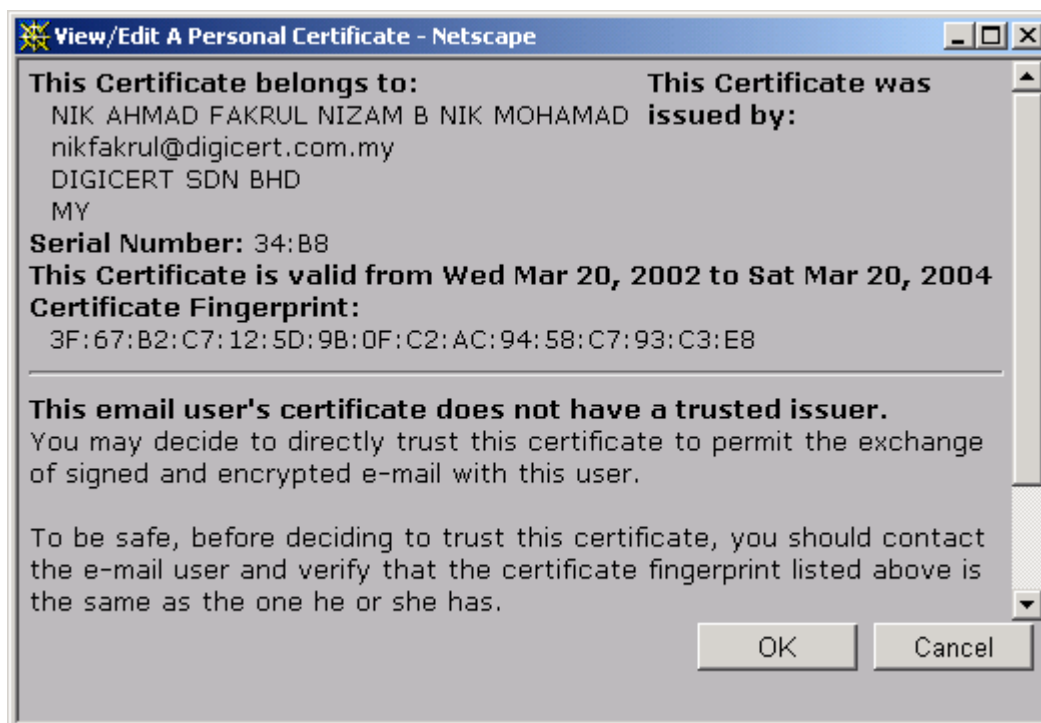 View/Edit A Personal Certificate - Netscape
This Certificate belongs to:
NIK AHMAD FAKRUL NIZAM B NIK MOHAMAD
nikfakrul@digicert.com.my
DIGICERT SDN BHD
MY
This Certificate was
issued by:
Serial Number: 34:B8
This Certificate is valid from Wed Mar 20, 2002 to Sat Mar 20, 2004
Certificate Fingerprint:
3F:67:B2:C7:12:5D:9B:0F:C2:AC:94:58:C7:93:C3:E8
This email user's certificate does not have a trusted issuer.
You may decide to directly trust this certificate to permit the exchange
of signed and encrypted e-mail with this user.
To be safe, before deciding to trust this certificate, you should contact
the e-mail user and verify that the certificate fingerprint listed above is
the same as the one he or she has.
OK
Cancel